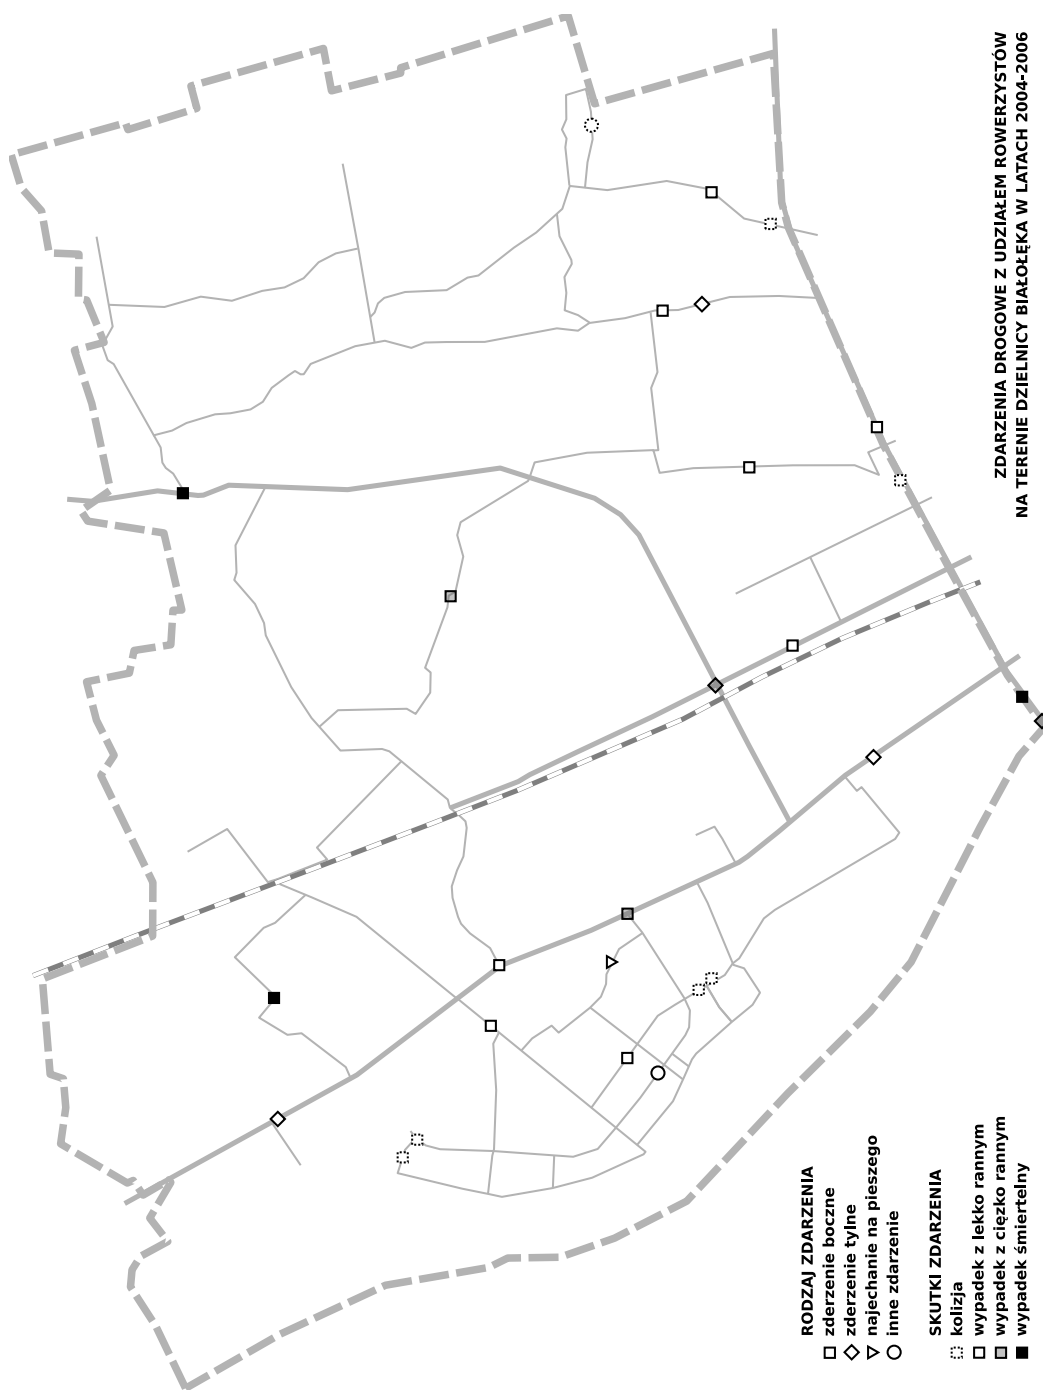 ZDARZENIA DROGOWE Z UDZIAŁEM ROWERZYSTÓW
NA TERENIE DZIELNICY BIAŁOŁĘKA W LATACH 2004-2006
RODZAJ ZDARZENIA
zderzenie boczne
zderzenie tylne
najechanie na pieszego
inne zdarzenie
SKUTKI ZDARZENIA
kolizja
wypadek z lekko rannym
wypadek z cięzko rannym
wypadek śmiertelny